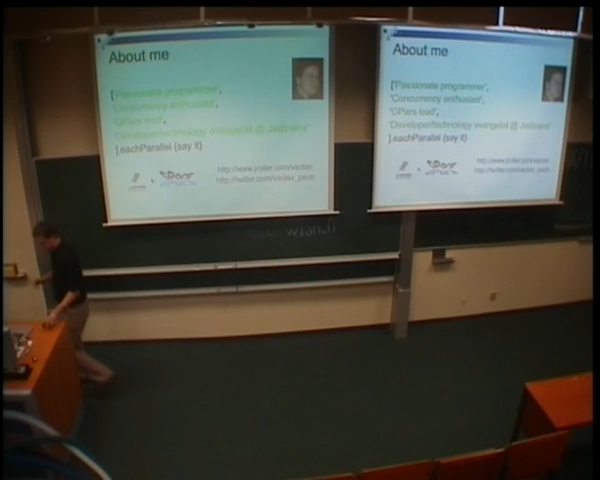 About me
['Passionate programmer',
'Concurrency enthusiast',
'GPars lead',
'Developer/technology evangelist @ JetBrains'
].eachParallel {say it}
http://www.jroller.com/vaclav
http://twitter.com/vaclav_pech
About me
['Passionate programmer',
'Concurrency enthusiast',
'GPars lead',
'Developer/technology evangelist @ JetBrains'
].eachParallel {say it}
http://www.jroller.com/vaclav
http://twitter.com/vaclav_pech